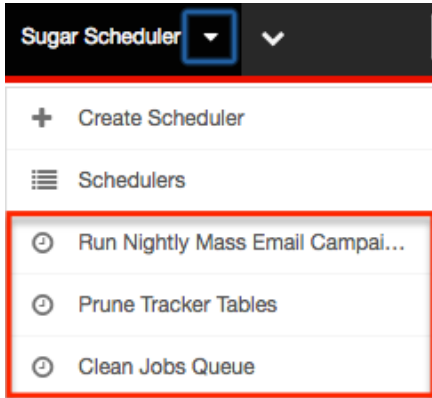 Sugar Scheduler
Create Scheduler
Schedulers
Run Nightly Mass Email Campai...
Prune Tracker Tables
Clean Jobs Queue